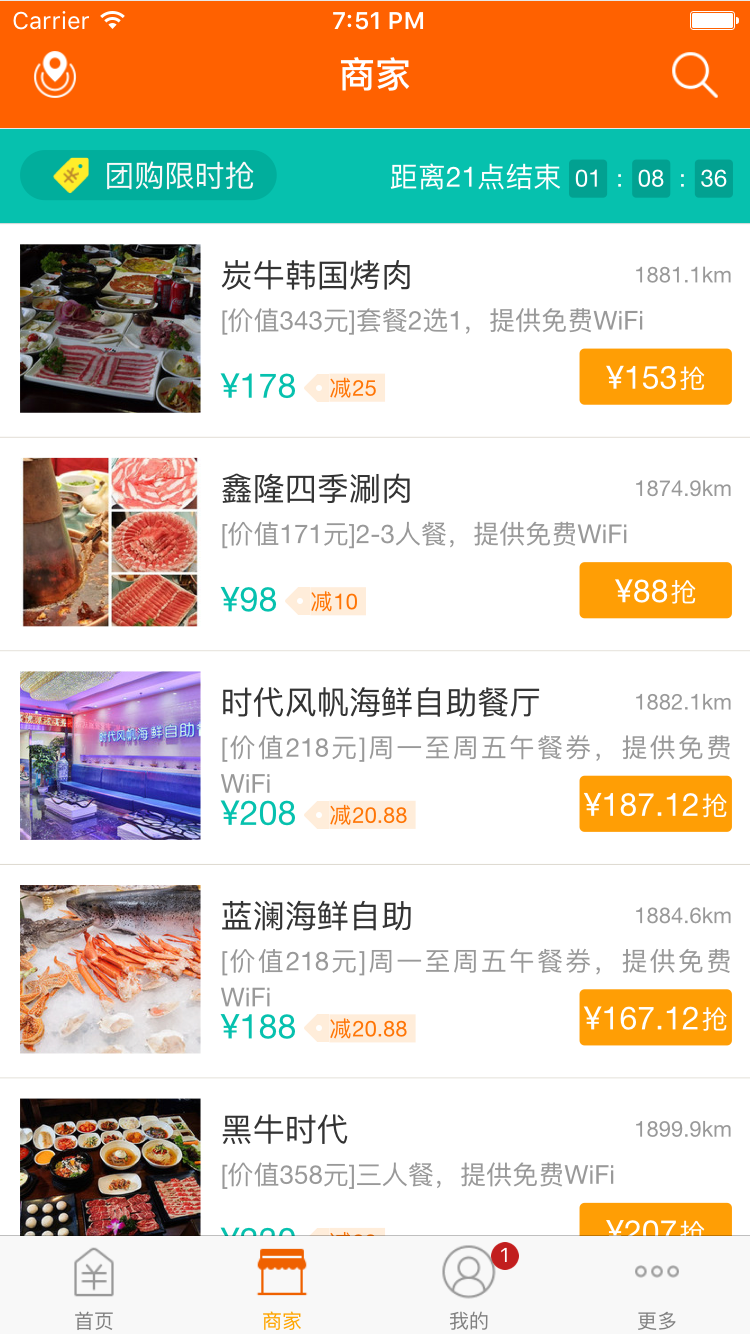 Carrier 7:51 PM
商家
团购限时抢 距离21点结束 01 : 08 : 36
炭牛韩国烤肉 1881.1km
[价值343元]套餐2选1，提供免费WiFi
¥178 减25 ¥153抢
鑫隆四季涮肉 1874.9km
[价值171元]2-3人餐，提供免费WiFi
¥98 减10 ¥88抢
时代风帆海鲜自助餐厅 1882.1km
[价值218元]周一至周五午餐券，提供免费
WiFi
¥208 减20.88 ¥187.12抢
时代风帆海鲜自助
蓝澜海鲜自助 1884.6km
[价值218元]周一至周五午餐券，提供免费
WiFi
¥188 减20.88 ¥167.12抢
黑牛时代 1899.9km
[价值358元]三人餐，提供免费WiFi
¥207抢
1
首页 商家 我的 更多